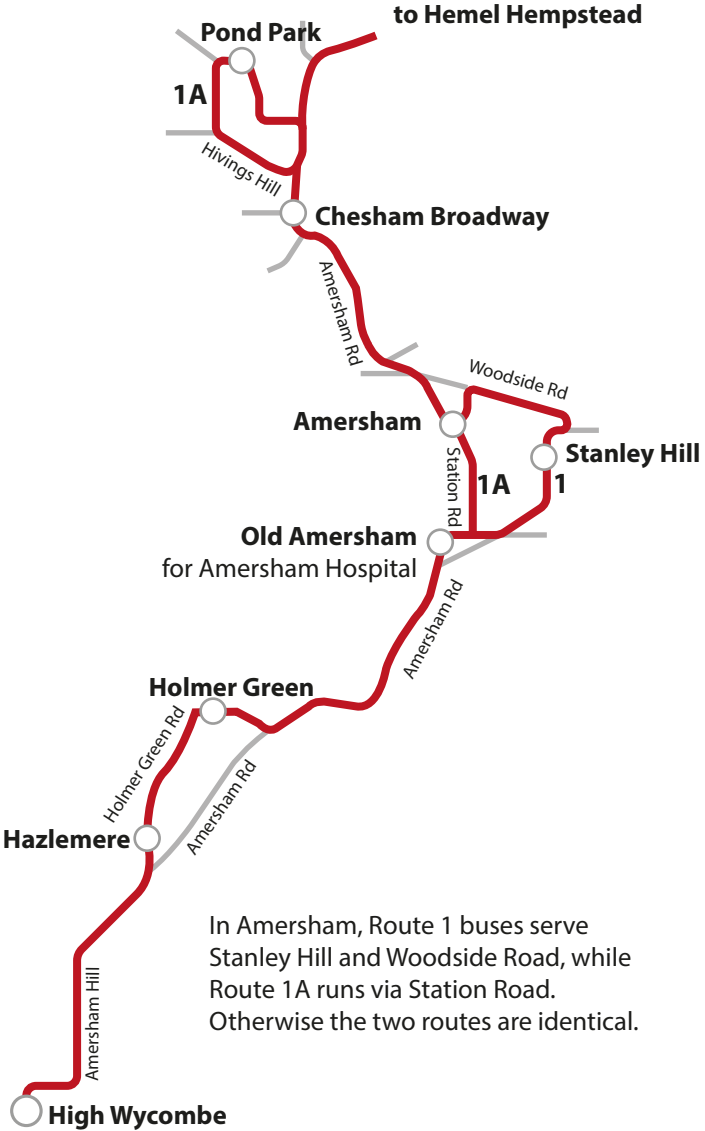 to Hemel Hempstead
Pond Park
1A
Hivings Hill
Chesham Broadway
Amersham Rd
Woodside Rd
Amersham
Stanley Hill
Station Rd
1A
1
Old Amersham
for Amersham Hospital
Amersham Rd
Holmer Green
Holmer Green Rd
Amersham Rd
Hazlemere
In Amersham, Route 1 buses serve
Stanley Hill and Woodside Road, while
Route 1A runs via Station Road.
Otherwise the two routes are identical.
Amersham Hill
High Wycombe